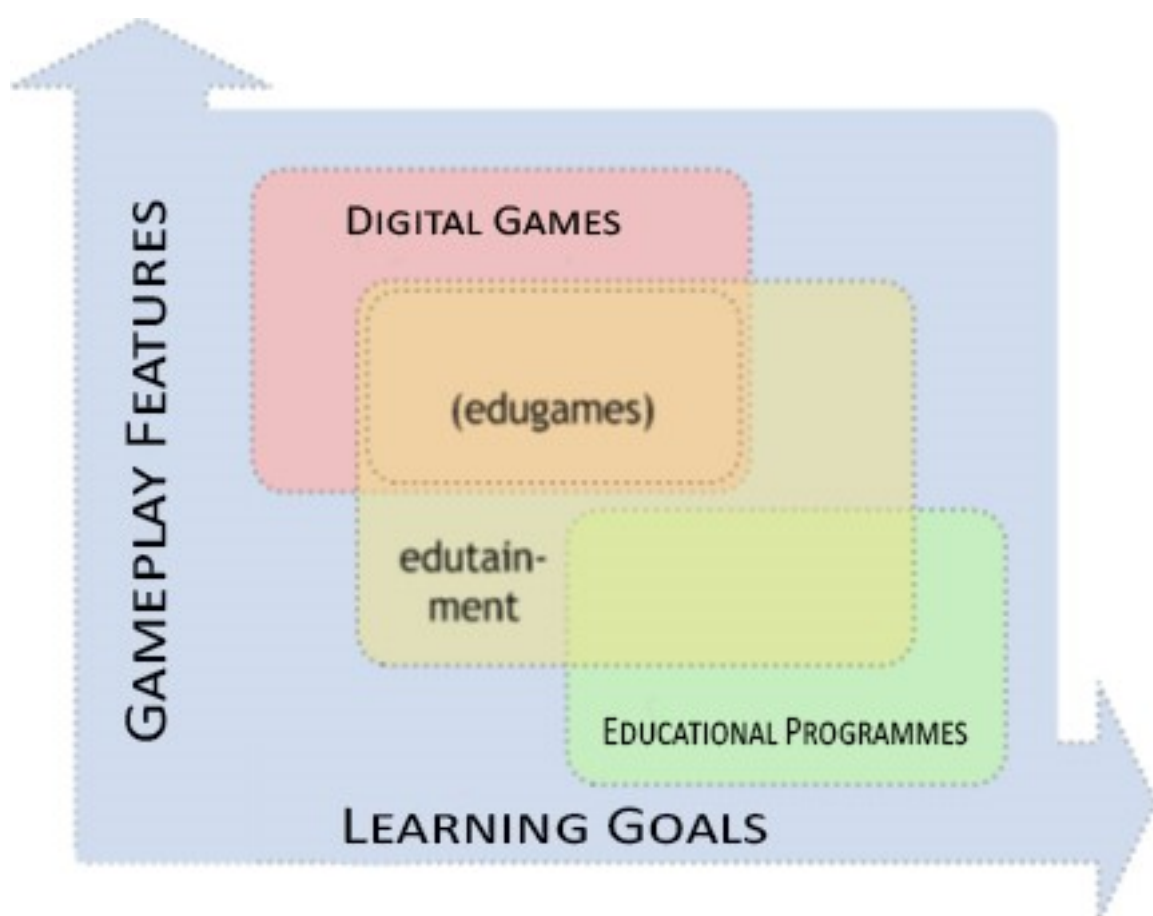 GAMEPLAY FEATURES
DIGITAL GAMES
(edugames)
edutain-
ment
EDUCATIONAL PROGRAMMES
LEARNING GOALS